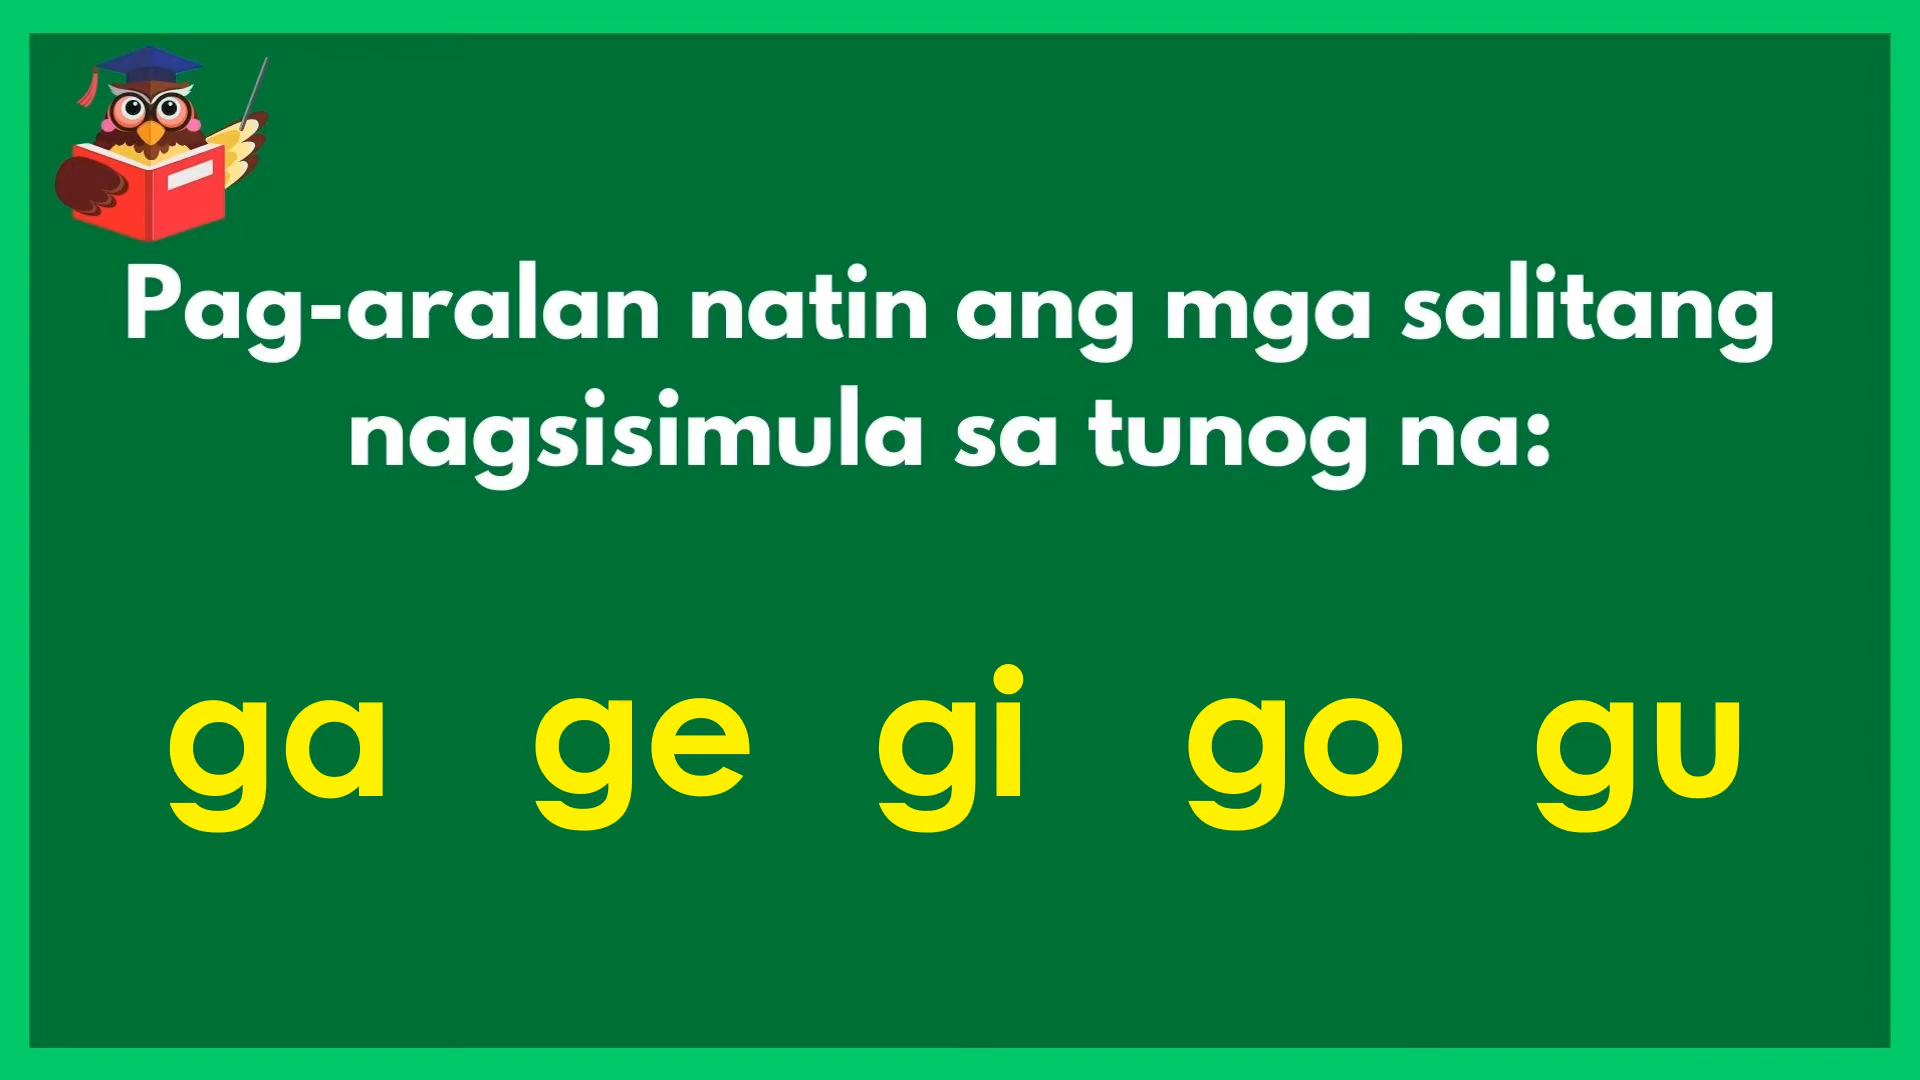 Pag-aralan natin ang mga salitang
nagsisimula sa tunog na:
ga ge gi go gu